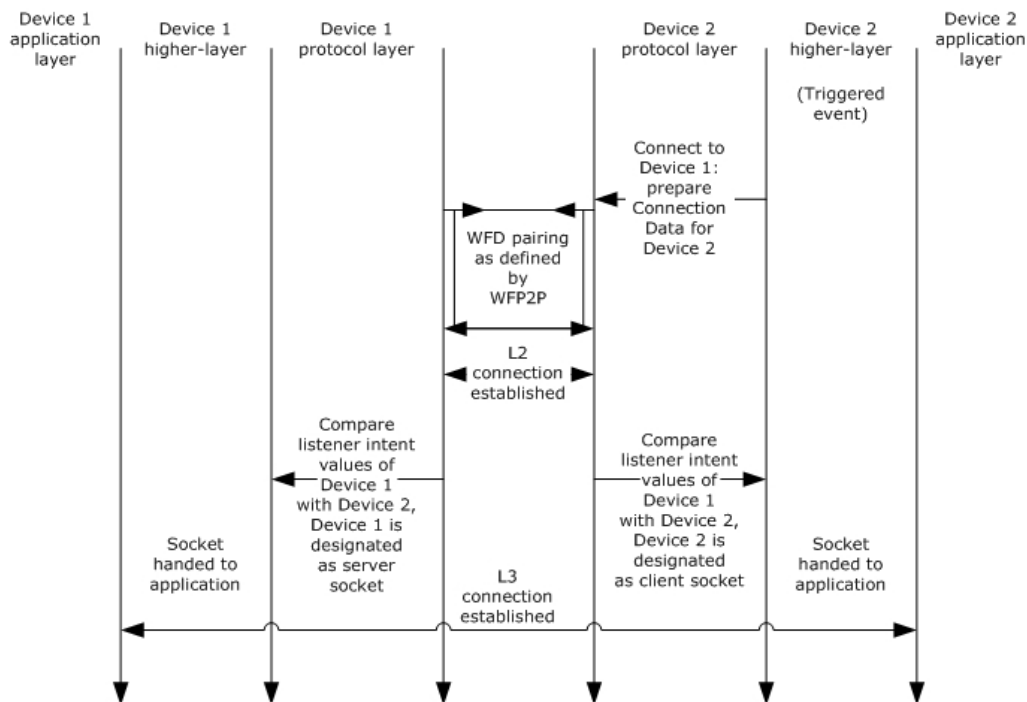 Device 1
application
layer
Device 1
higher-layer
Device 1
protocol layer
Device 2
protocol layer
Device 2
higher-layer
Device 2
application
layer
(Triggered
event)
Connect to
Device 1:
prepare
Connection
Data for
Device 2
WFD pairing
as defined
by
WFP2P
L2
connection
established
Compare
listener intent
values of
Device 1
with Device 2,
Device 1 is
designated
as server
socket
Compare
listener intent
values of
Device 1
with Device 2,
Device 2 is
designated
as client socket
Socket
handed to
application
Socket
handed to
application
L3
connection
established